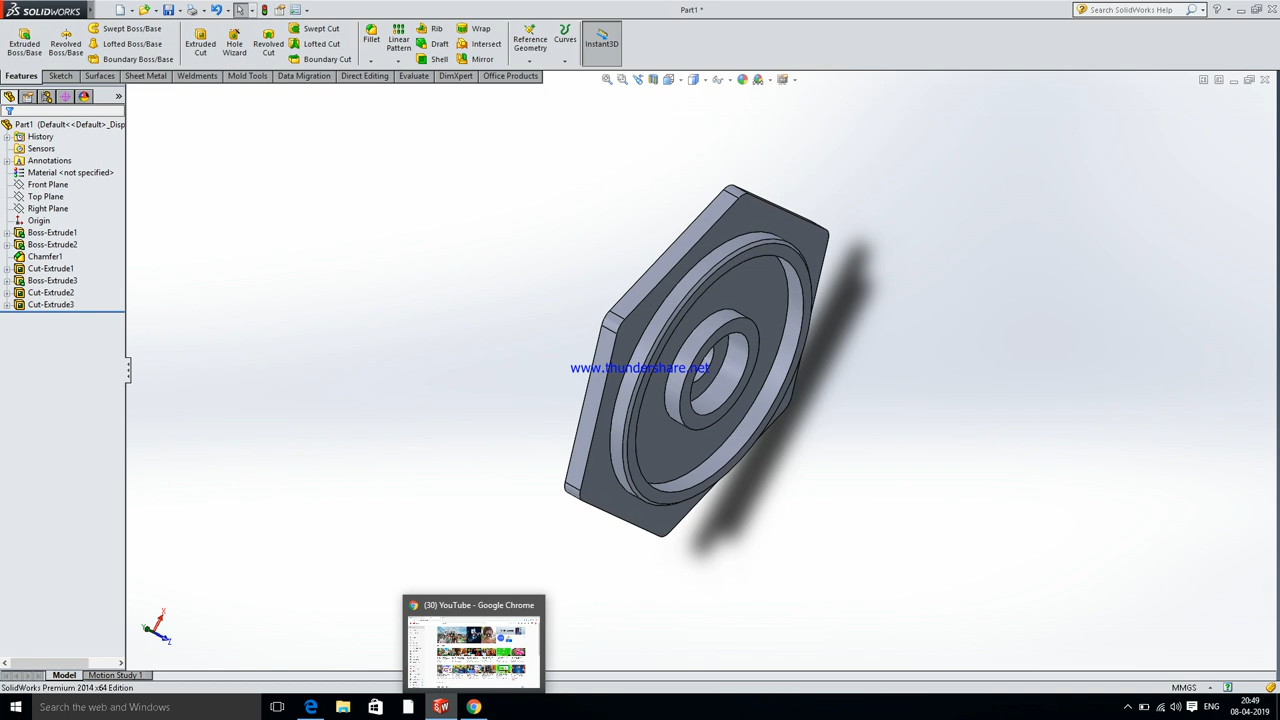 SOLIDWORKS
Part1 *
Search SolidWorks Help
Extruded Boss/Base
Revolved Boss/Base
Swept Boss/Base
Lofted Boss/Base
Boundary Boss/Base
Extruded Cut
Hole Wizard
Revolved Cut
Swept Cut
Lofted Cut
Boundary Cut
Fillet
Linear Pattern
Rib
Draft
Shell
Wrap
Intersect
Mirror
Reference Geometry
Curves
Instant3D
Features
Sketch
Surfaces
Sheet Metal
Weldments
Mold Tools
Data Migration
Direct Editing
Evaluate
DimXpert
Office Products
Part1 (Default<<Default>_Disp
History
Sensors
Annotations
Material <not specified>
Front Plane
Top Plane
Right Plane
Origin
Boss-Extrude1
Boss-Extrude2
Chamfer1
Cut-Extrude1
Boss-Extrude3
Cut-Extrude2
Cut-Extrude3
www.thundershare.net
X
Y
Z
(30) YouTube - Google Chrome
Model
Motion Study 1
SolidWorks Premium 2014 x64 Edition
MMGS
Search the web and Windows
SW
ENG
20:49
08-04-2019